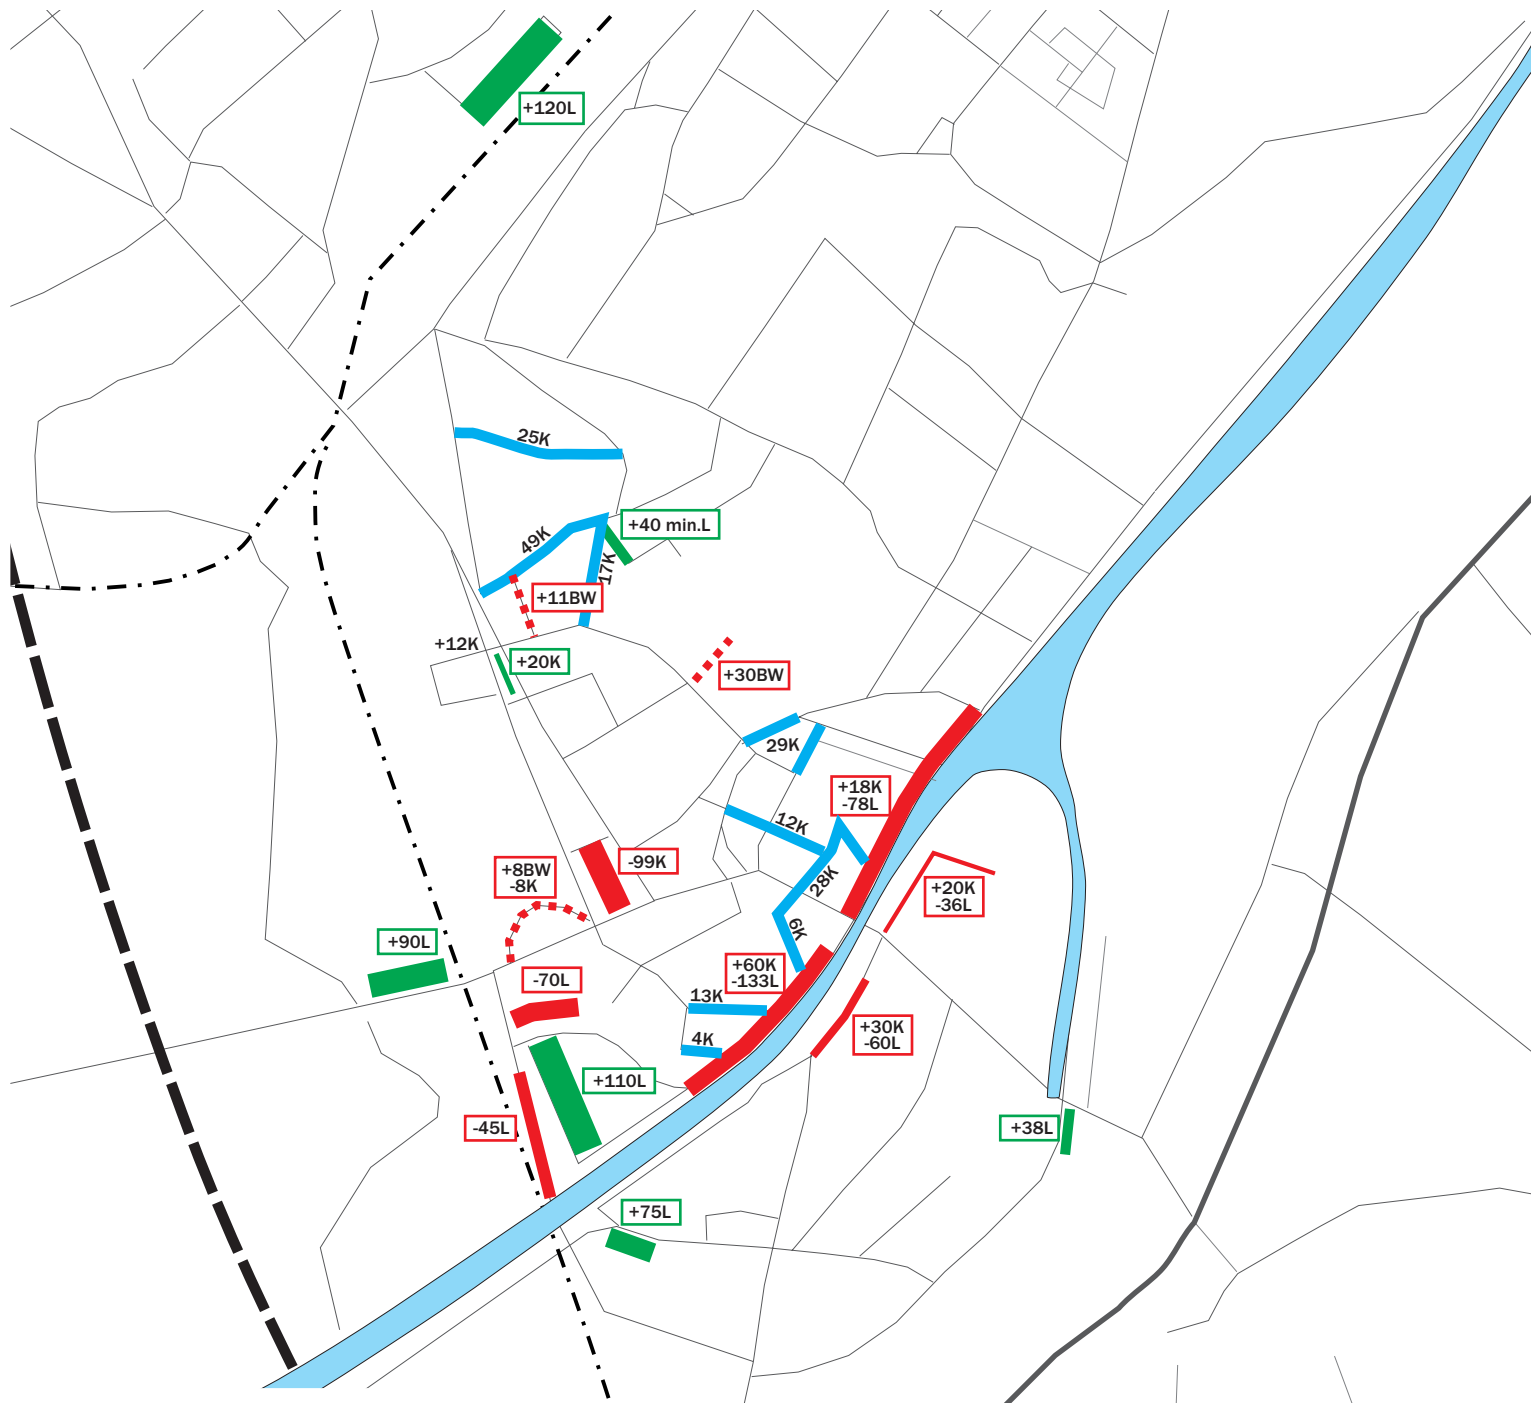 +120L
25K
+40 min.L
49K
17K
+11BW
+12K
+20K
+30BW
29K
+18K
-78L
12K
-99K
+8BW
-8K
28K
+20K
-36L
6K
+90L
+60K
-133L
-70L
13K
+30K
-60L
4K
+110L
-45L
+38L
+75L